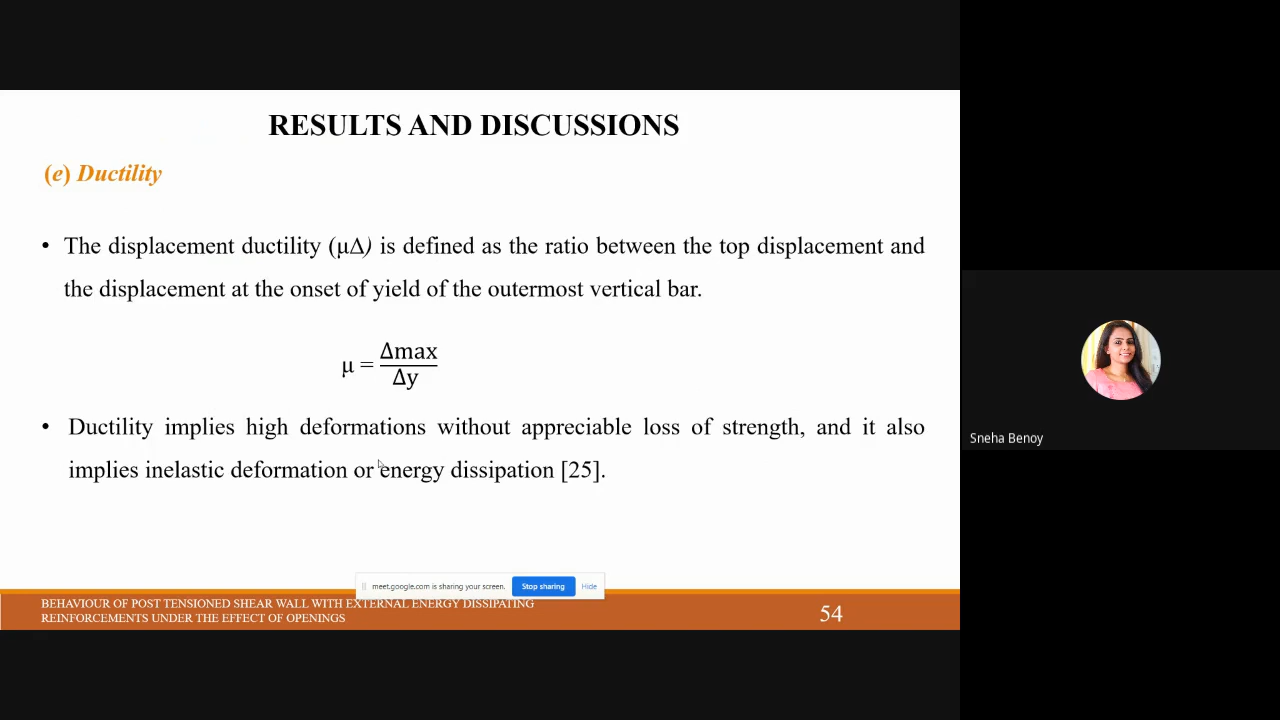 RESULTS AND DISCUSSIONS
(e) Ductility
• The displacement ductility (μΔ) is defined as the ratio between the top displacement and
the displacement at the onset of yield of the outermost vertical bar.
μ = Δmax
Δy
• Ductility implies high deformations without appreciable loss of strength, and it also
implies inelastic deformation or energy dissipation [25].
Sneha Benoy
meet.google.com is sharing your screen. Stop sharing Hide
BEHAVIOUR OF POST TENSIONED SHEAR WALL WITH EXTERNAL ENERGY DISSIPATING
REINFORCEMENTS UNDER THE EFFECT OF OPENINGS
54